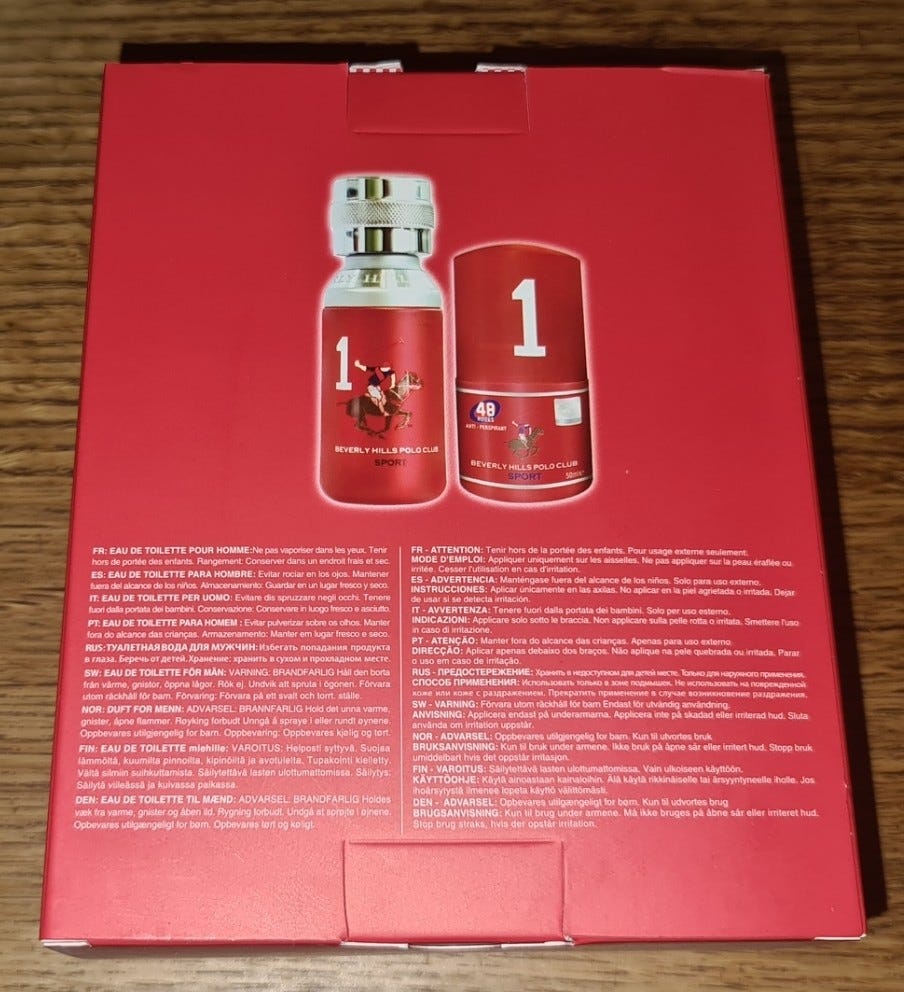 1
BEVERLY HILLS POLO CLUB
SPORT
1
48
HOURS
ANTI - PERSPIRANT
BEVERLY HILLS POLO CLUB
SPORT
50ml
FR: EAU DE TOILETTE POUR HOMME:Ne pas vaporiser dans les yeux. Tenir
hors de portée des enfants. Rangement: Conserver dans un endroit frais et sec.
ES: EAU DE TOILETTE PARA HOMBRE: Evitar rociar en los ojos. Mantener
fuera del alcance de los niños. Almacenamiento: Guardar en un lugar fresco y seco.
IT: EAU DE TOILETTE PER UOMO: Evitare dis spruzzare negli occhi. Tenere
fuori dalla portata dei bambini. Conservazione: Conservare in luogo fresco e asciutto.
PT: EAU DE TOILETTE PARA HOMEM : Evitar pulverizar sobre os olhos. Manter
fora do alcance das crianças. Armazenamento: Manter em lugar fresco e seco.
RUS: ТУАЛЕТНАЯ ВОДА ДЛЯ МУЖЧИН: Избегать попадания продукта
в глаза. Беречь от детей. Хранение: хранить в сухом и прохладном месте.
SW: EAU DE TOILETTE FÖR MÄN: VARNING: BRANDFARLIG Håll den borta
från värme, gnistor, öppna lågor. Rök ej. Undvik att spruta i ögonen. Förvara
utom räckhåll för barn. Förvaring: Förvara på ett svalt och torrt. ställe.
NOR: DUFT FOR MENN: ADVARSEL: BRANNFARLIG Hold det unna varme,
gnister, åpne flammer. Røyking forbudt Unngå å spraye i eller rundt øynene.
Oppbevares utilgjengelig for barn. Oppbevaring: Oppbevares kjølig og tørt.
FIN: EAU DE TOILETTE miehille: VAROITUS: Helposti syttyvä. Suojaa
lämmöltä, kuumilta pinnoilta, kipinöiltä ja avotulelta. Tupakointi kielletty.
Vältä silmiin suihkuttamista. Säilytettävä lasten ulottumattomissa. Säilytys:
Säilytä viileässä ja kuivassa paikassa.
DEN: EAU DE TOILETTE TIL MÆND: ADVARSEL: BRANDFARLIG Holdes
væk fra varme, gnister og åben ild. Rygning forbudt. Undgå at sprøjte i øjnene.
Opbevares utilgængeligt for børn. Opbevares tørt og køligt.
FR - ATTENTION: Tenir hors de la portée des enfants. Pour usage externe seulement.
MODE D'EMPLOI: Appliquer uniquement sur les aisselles. Ne pas appliquer sur la peau éraflée ou
irritée. Cesser l'utilisation en cas d'irritation.
ES - ADVERTENCIA: Manténgase fuera del alcance de los niños. Solo para uso externo.
INSTRUCCIONES: Aplicar únicamente en las axilas. No aplicar en la piel agrietada o irritada. Dejar
de usar si se detecta irritación.
IT - AVVERTENZA: Tenere fuori dalla portata dei bambini. Solo per uso esterno.
INDICAZIONI: Applicare solo sotto le braccia. Non applicare sulla pelle rotta o irritata. Smettere l'uso
in caso di irritazione.
PT - ATENÇÃO: Manter fora do alcance das crianças. Apenas para uso externo.
DIRECÇÃO: Aplicar apenas debaixo dos braços. Não aplique na pele quebrada ou irritada. Parar
o uso em caso de irritação.
RUS - ПРЕДОСТЕРЕЖЕНИЕ: Хранить в недоступном для детей месте. Только для наружного применения.
СПОСОБ ПРИМЕНЕНИЯ: Использовать только в зоне подмышек. Не использовать на поврежденной
коже или коже с раздражением. Прекратить применение в случае возникновение раздражения.
SW - VARNING: Förvara utom räckhåll för barn Endast för utvändig användning.
ANVISNING: Applicera endast på underarmarna. Applicera inte på skadad eller irriterad hud. Sluta
använda om irritation uppstår.
NOR - ADVARSEL: Oppbevares utilgjengelig for barn. Kun til udvortes bruk
BRUKSANVISNING: Kun til bruk under armene. Ikke bruk på åpne sår eller irritert hud. Stopp bruk
umiddelbart hvis det oppstår irritasjon.
FIN - VAROITUS: Säilytettävä lasten ulottumattomissa. Vain ulkoiseen käyttöön.
KÄYTTÖOHJE: Käytä ainoastaan kainaloihin. Älä käytä rikkinäiselle tai ärsyyntyneelle iholle. Jos
ihoärsytystä ilmenee lopeta käyttö välittömästi.
DEN - ADVARSEL: Opbevares utilgængeligt for børn. Kun til udvortes brug
BRUGSANVISNING: Kun til brug under armene. Må ikke bruges på åbne sår eller irriteret hud.
Stop brug straks, hvis der opstår irritation.